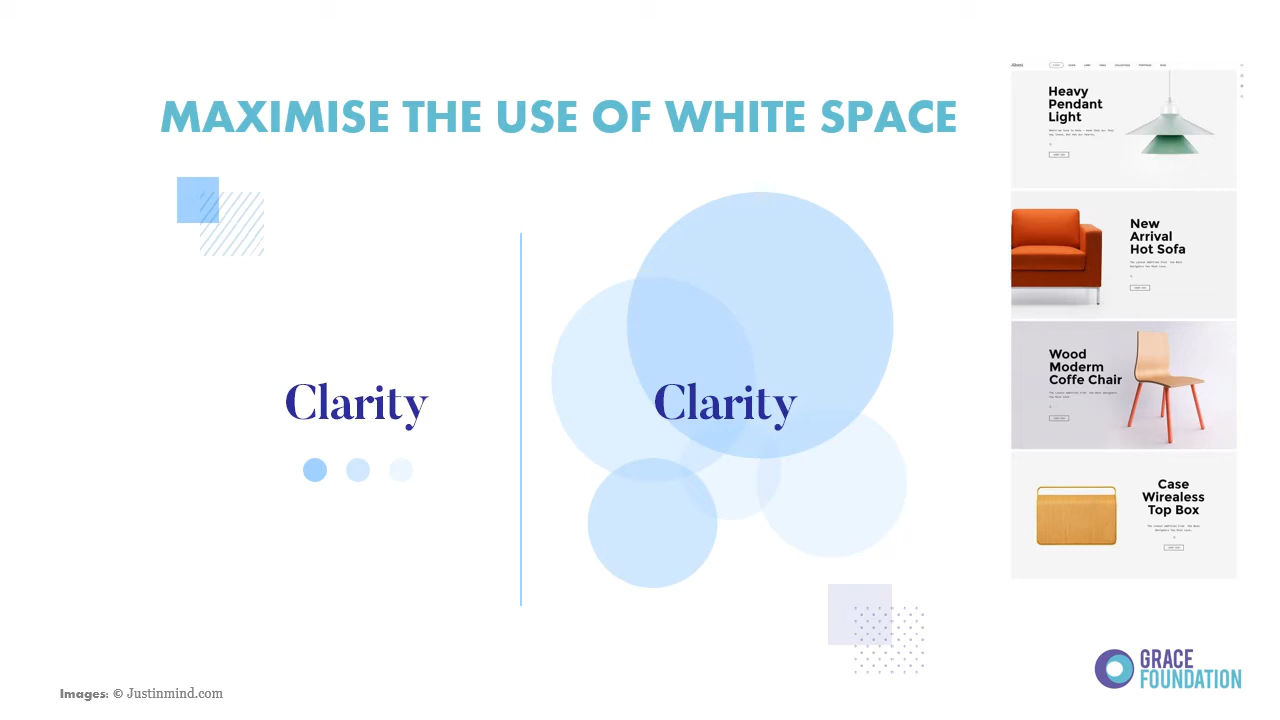 MAXIMISE THE USE OF WHITE SPACE
Clarity
Clarity
Heavy
Pendant
Light
New
Arrival
Hot Sofa
Wood
Moderm
Coffe Chair
Case
Wirealess
Top Box
Images: © Justinmind.com
GRACE
FOUNDATION